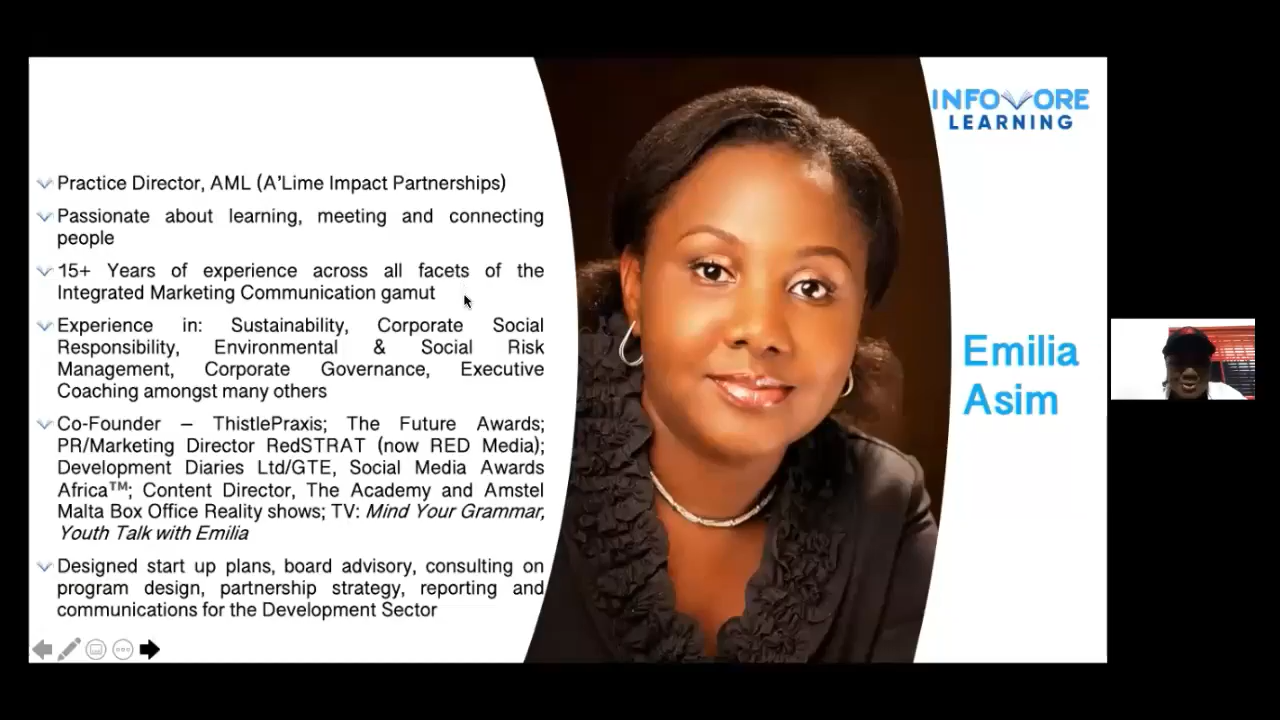 INFOVORE
LEARNING
Practice Director, AML (A'Lime Impact Partnerships)
Passionate about learning, meeting and connecting
people
15+ Years of experience across all facets of the
Integrated Marketing Communication gamut
Experience in: Sustainability, Corporate Social
Responsibility, Environmental & Social Risk
Management, Corporate Governance, Executive
Coaching amongst many others
Co-Founder – ThistlePraxis; The Future Awards;
PR/Marketing Director RedSTRAT (now RED Media);
Development Diaries Ltd/GTE, Social Media Awards
Africa™; Content Director, The Academy and Amstel
Malta Box Office Reality shows; TV: Mind Your Grammar,
Youth Talk with Emilia
Designed start up plans, board advisory, consulting on
program design, partnership strategy, reporting and
communications for the Development Sector
Emilia
Asim